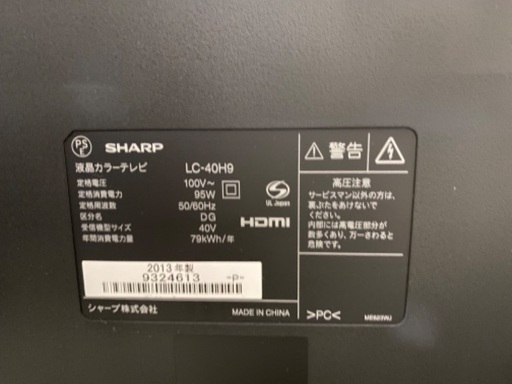 PS
E
SHARP
液晶カラーテレビ LC-40H9
定格電圧 100V～
定格消費電力 95W
定格周波数 50/60Hz
区分名 DG
受信機型サイズ 40V
年間消費電力量 79kWh/年
UL Japan
HDMI
2013年製
9324613 -P-
シャープ株式会社
MADE IN CHINA
警告
高圧注意
サービスマン以外の方は、
裏ぶたをあけないで
ください。
内部には高電圧部分が
数多くあり、万一さわると
危険です。
>PC<